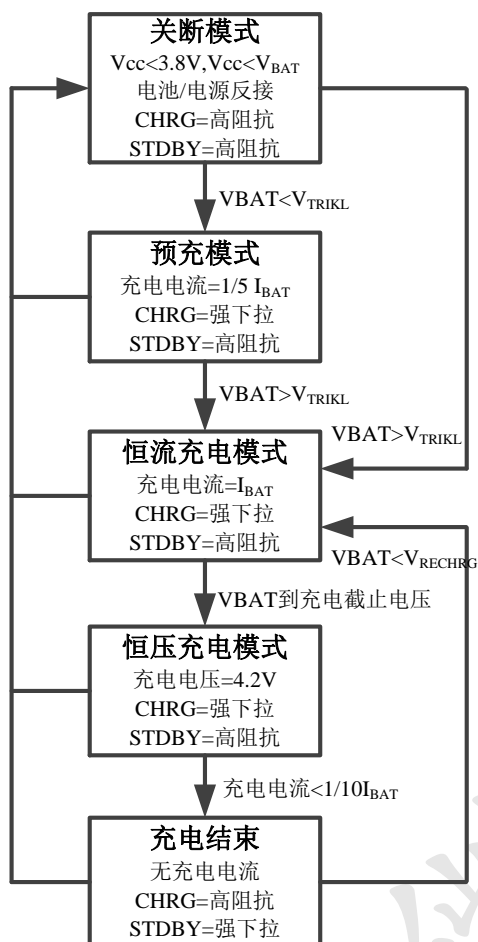 关断模式
Vcc<3.8V,Vcc<VBAT
电池/电源反接
CHRG=高阻抗
STDBY=高阻抗
VBAT<VTRIKL
预充模式
充电电流=1/5 IBAT
CHRG=强下拉
STDBY=高阻抗
VBAT>VTRIKL
VBAT>VTRIKL
恒流充电模式
充电电流=IBAT
CHRG=强下拉
STDBY=高阻抗
VBAT<VRECHRG
VBAT到充电截止电压
恒压充电模式
充电电压=4.2V
CHRG=强下拉
STDBY=高阻抗
充电电流<1/10IBAT
充电结束
无充电电流
CHRG=高阻抗
STDBY=强下拉